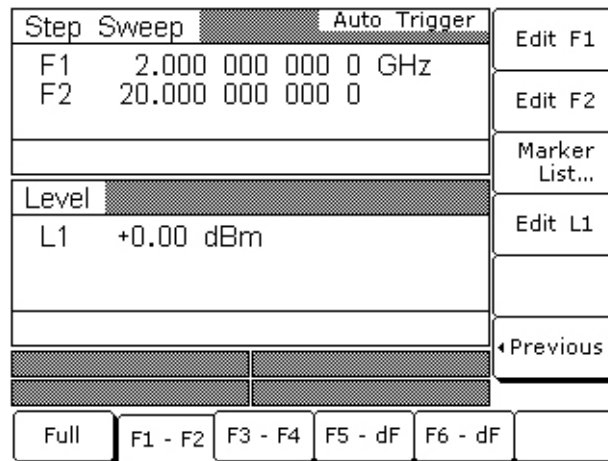 Step Sweep Auto Trigger
F1 2.000 000 000 0 GHz
F2 20.000 000 000 0
Level
L1 +0.00 dBm
Edit F1
Edit F2
Marker
List...
Edit L1
Previous
Full F1 - F2 F3 - F4 F5 - dF F6 - dF